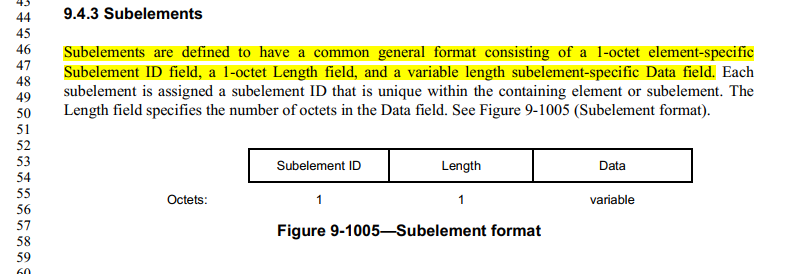 43
44
45
46
47
48
49
50
51
52
53
54
55
56
57
58
59
60
9.4.3 Subelements
Subelements are defined to have a common general format consisting of a 1-octet element-specific
Subelement ID field, a 1-octet Length field, and a variable length subelement-specific Data field. Each
subelement is assigned a subelement ID that is unique within the containing element or subelement. The
Length field specifies the number of octets in the Data field. See Figure 9-1005 (Subelement format).
Subelement ID Length Data
Octets: 1 1 variable
Figure 9-1005—Subelement format